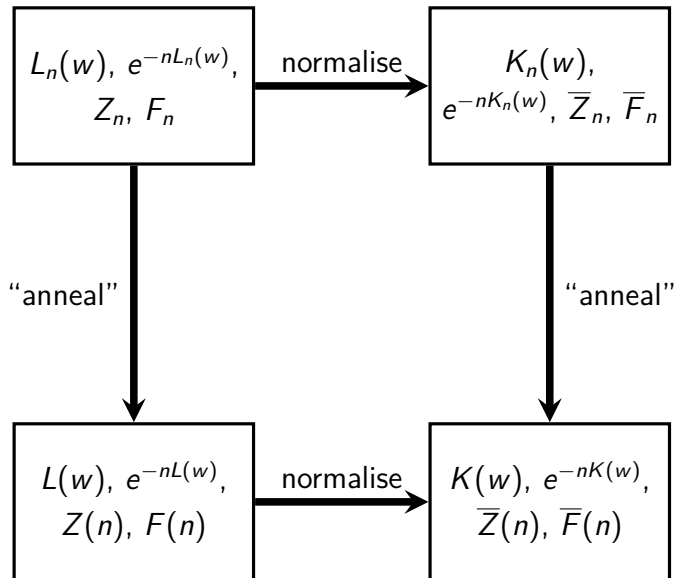 L_n(w), e^{-nL_n(w)},
Z_n, F_n
normalise
K_n(w),
e^{-nK_n(w)}, \overline{Z}_n, \overline{F}_n
“anneal”
“anneal”
L(w), e^{-nL(w)},
Z(n), F(n)
normalise
K(w), e^{-nK(w)},
\overline{Z}(n), \overline{F}(n)